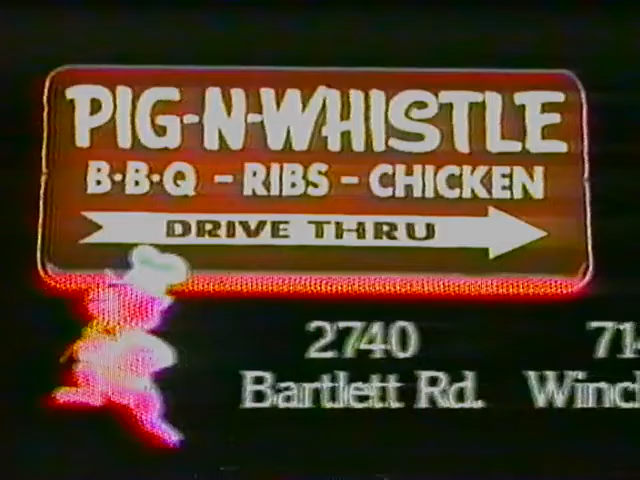 PIG-N-WHISTLE
B·B·Q - RIBS - CHICKEN
DRIVE THRU
2740
Bartlett Rd.